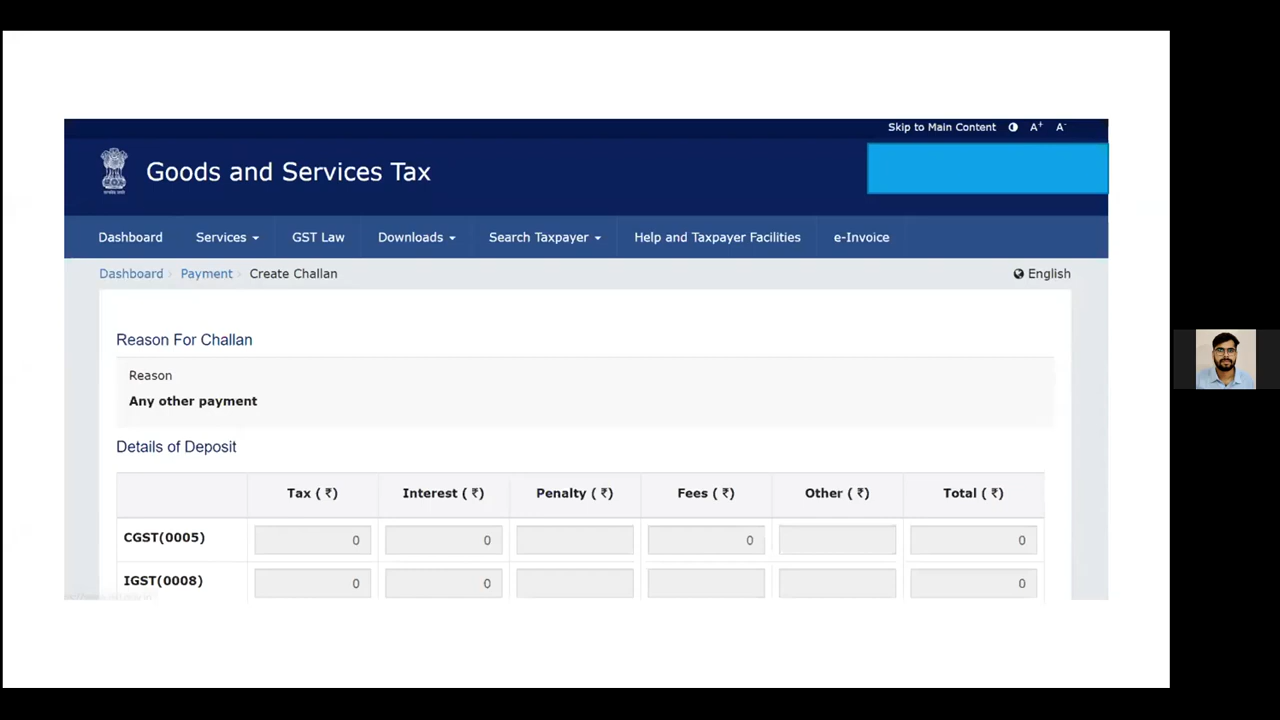 Skip to Main Content A+ A-
Goods and Services Tax
Dashboard Services GST Law Downloads Search Taxpayer Help and Taxpayer Facilities e-Invoice
Dashboard Payment Create Challan English
Reason For Challan
Reason
Any other payment
Details of Deposit
Tax ( ₹) Interest ( ₹) Penalty ( ₹) Fees ( ₹) Other ( ₹) Total ( ₹)
CGST(0005) 0 0 0 0
IGST(0008) 0 0 0